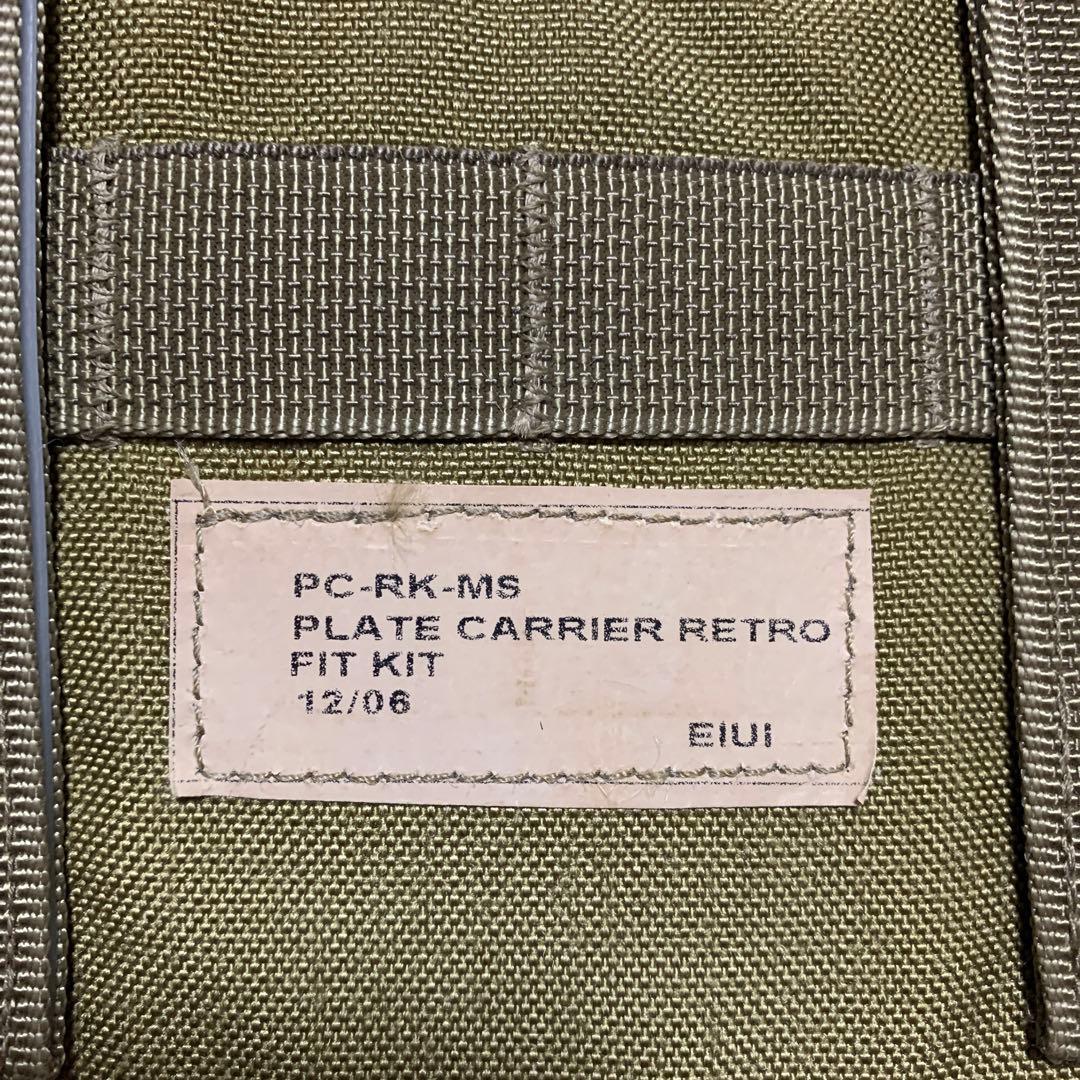 PC-RK-MS
PLATE CARRIER RETRO
FIT KIT
12/06
EIUI